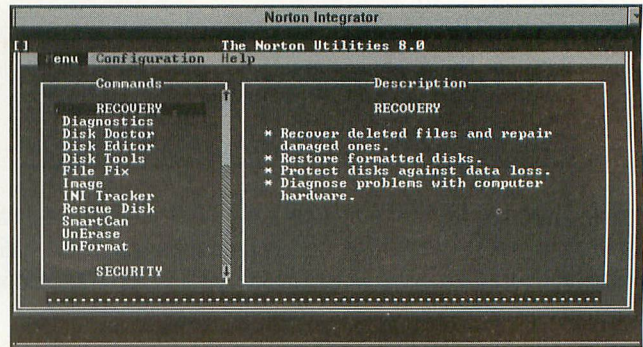 Norton Integrator
[ ]
The Norton Utilities 8.0
Menu Configuration Help
Commands
RECOVERY
Diagnostics
Disk Doctor
Disk Editor
Disk Tools
File Fix
Image
INI Tracker
Rescue Disk
SmartCan
UnErase
UnFormat
SECURITY
Description
RECOVERY
* Recover deleted files and repair
damaged ones.
* Restore formatted disks.
* Protect disks against data loss.
* Diagnose problems with computer
hardware.